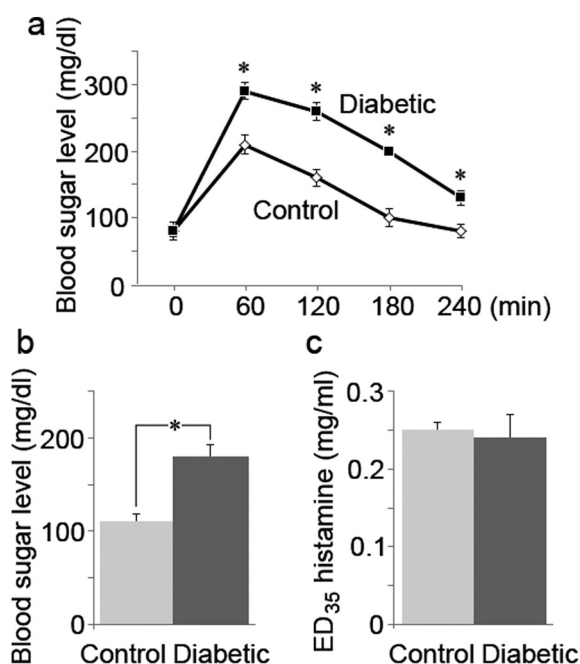 a
Blood sugar level (mg/dl)
300
200
100
0
*
*
*
*
Diabetic
Control
0 60 120 180 240 (min)
b
Blood sugar level (mg/dl)
200
100
0
*
Control Diabetic
c
ED35 histamine (mg/ml)
0.3
0.2
0.1
0
Control Diabetic